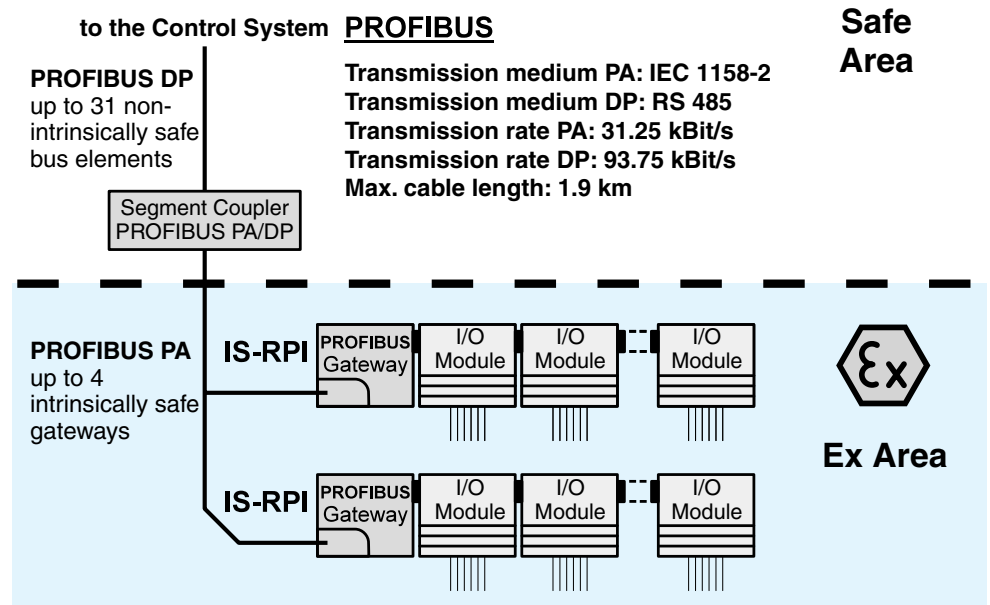 to the Control System
PROFIBUS
Safe
Area
PROFIBUS DP
up to 31 non-
intrinsically safe
bus elements
Transmission medium PA: IEC 1158-2
Transmission medium DP: RS 485
Transmission rate PA: 31.25 kBit/s
Transmission rate DP: 93.75 kBit/s
Max. cable length: 1.9 km
Segment Coupler
PROFIBUS PA/DP
PROFIBUS PA
up to 4
intrinsically safe
gateways
IS-RPI
PROFIBUS
Gateway
I/O
Module
I/O
Module
I/O
Module
Ex
Ex Area
IS-RPI
PROFIBUS
Gateway
I/O
Module
I/O
Module
I/O
Module